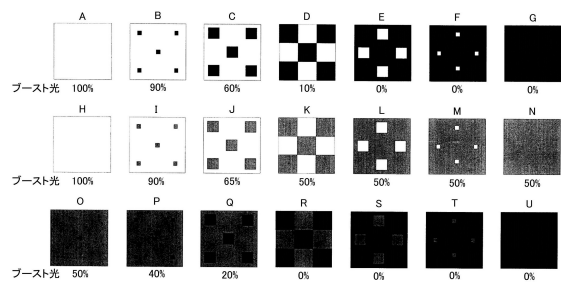 A B C D E F G
ブースト光 100% 90% 60% 10% 0% 0% 0%
H I J K L M N
ブースト光 100% 90% 65% 50% 50% 50% 50%
O P Q R S T U
ブースト光 50% 40% 20% 0% 0% 0% 0%